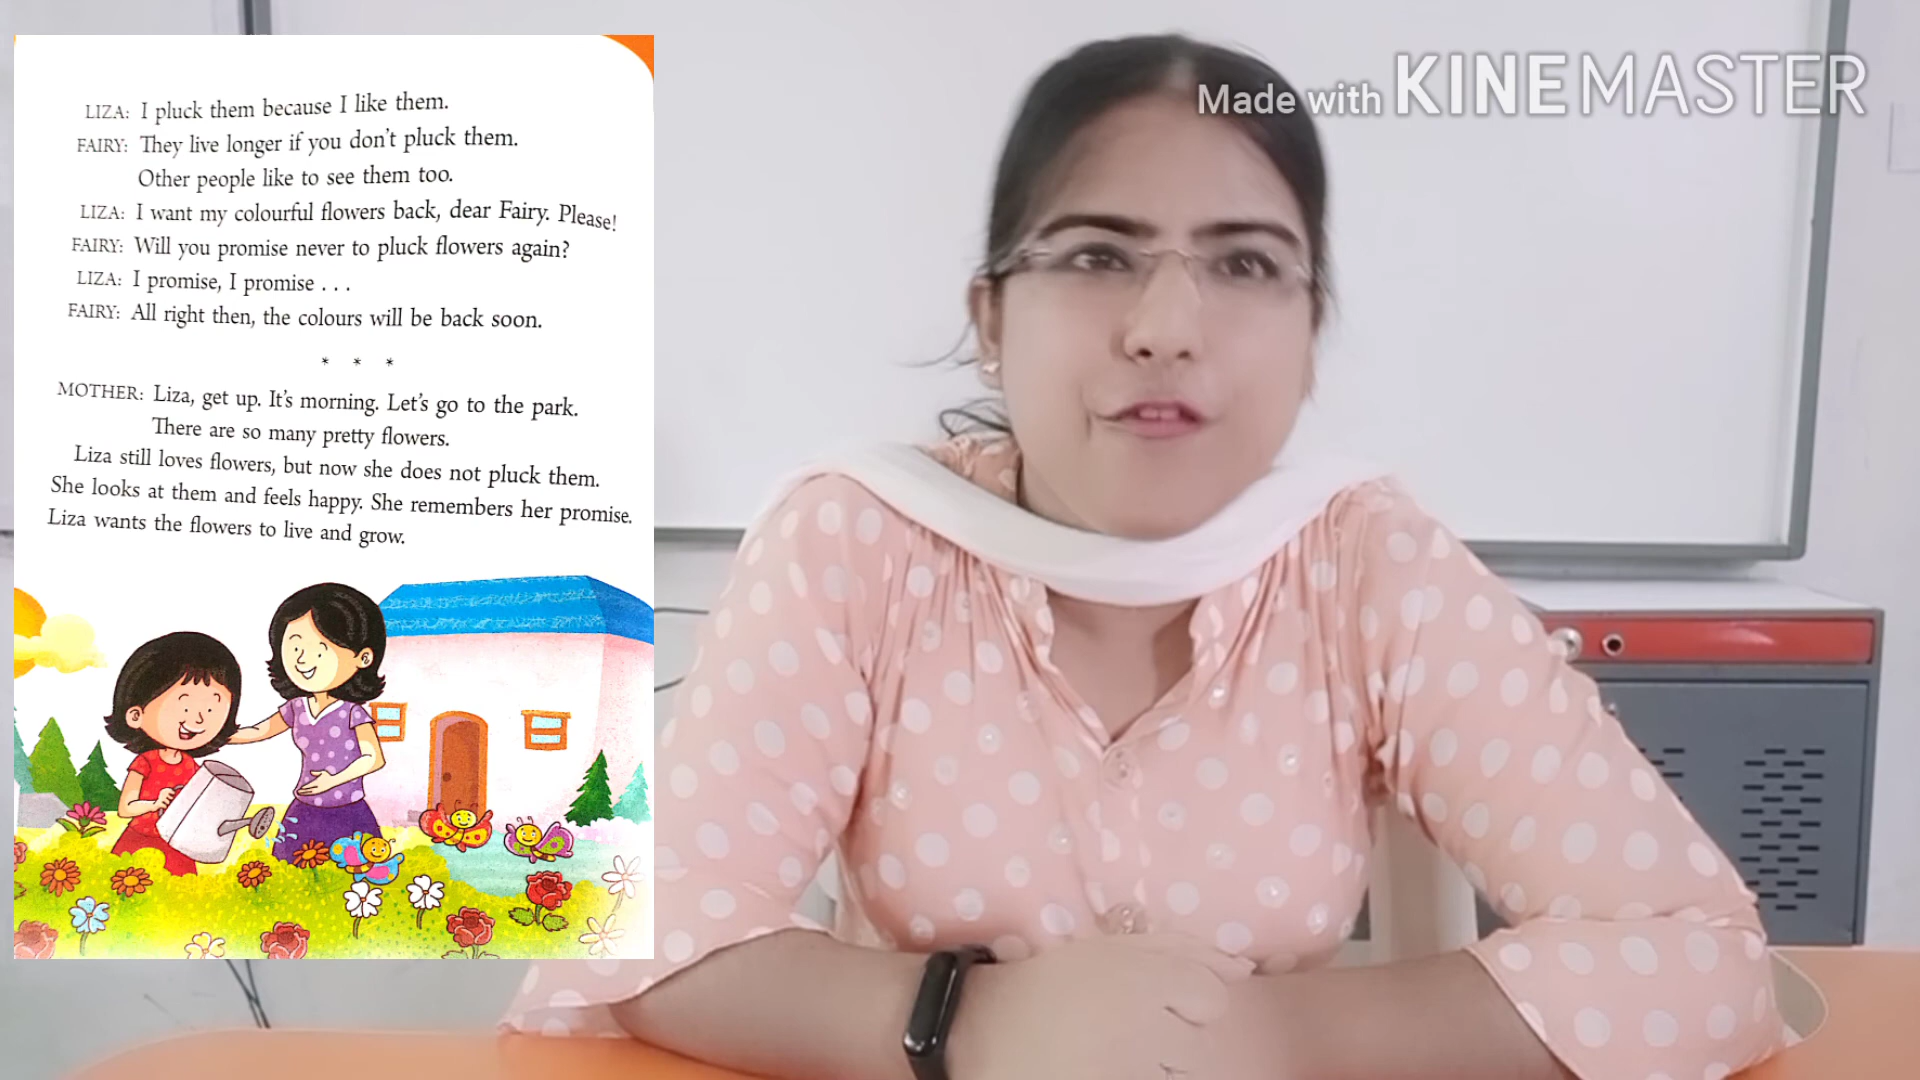 LIZA: I pluck them because I like them.
FAIRY: They live longer if you don't pluck them.
Other people like to see them too.
LIZA: I want my colourful flowers back, dear Fairy. Please!
FAIRY: Will you promise never to pluck flowers again?
LIZA: I promise, I promise . . .
FAIRY: All right then, the colours will be back soon.
* * *
MOTHER: Liza, get up. It's morning. Let's go to the park.
There are so many pretty flowers.
Liza still loves flowers, but now she does not pluck them.
She looks at them and feels happy. She remembers her promise.
Liza wants the flowers to live and grow.
Made with KINEMASTER